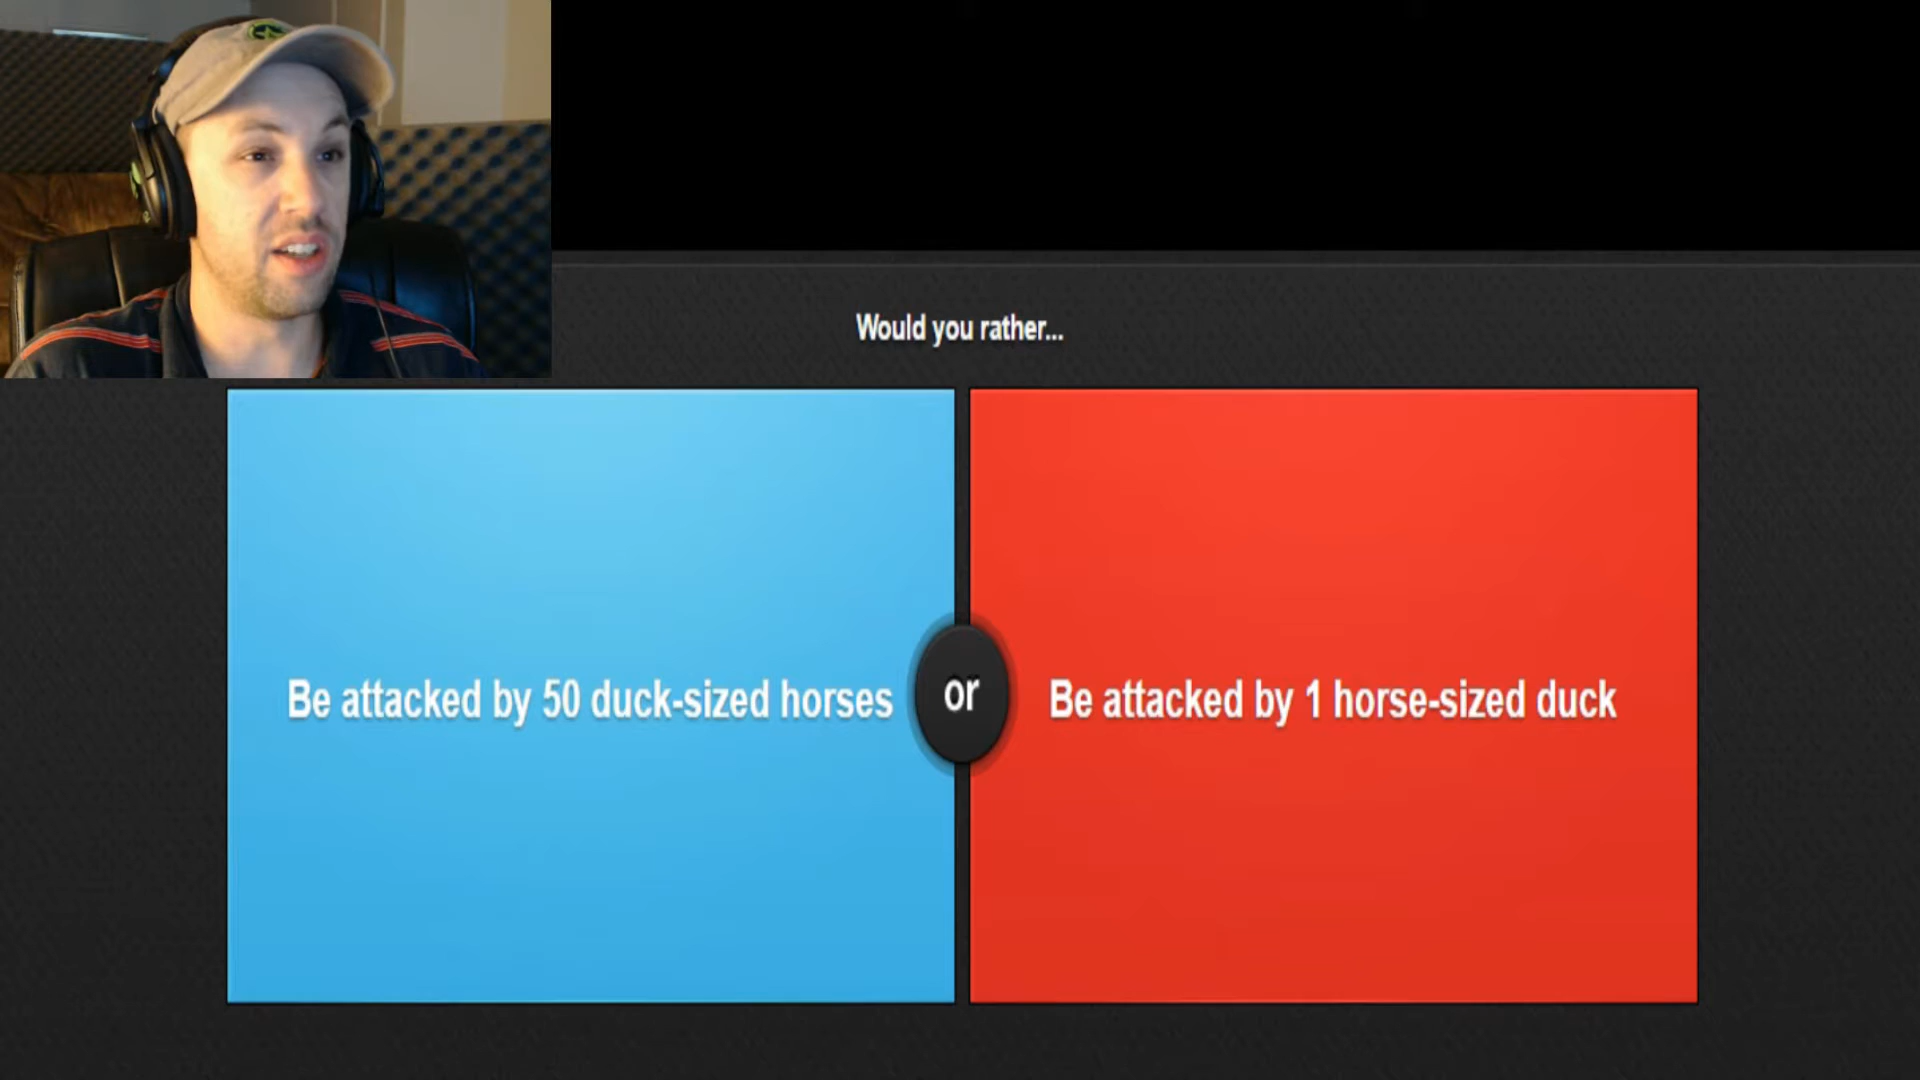 Would you rather...
Be attacked by 50 duck-sized horses
or
Be attacked by 1 horse-sized duck